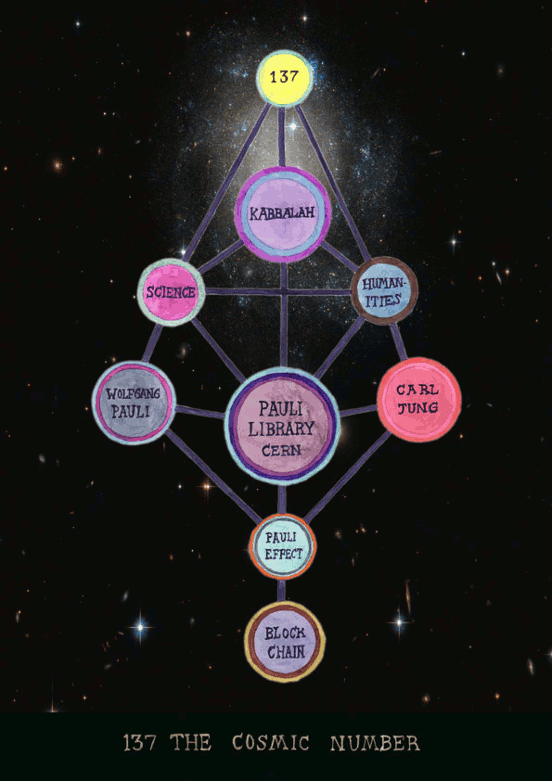 137
KABBALAH
SCIENCE
HUMAN-
ITIES
WOLFGANG
PAULI
PAULI
LIBRARY
CERN
CARL
JUNG
PAULI
EFFECT
BLOCK
CHAIN
137 THE COSMIC NUMBER